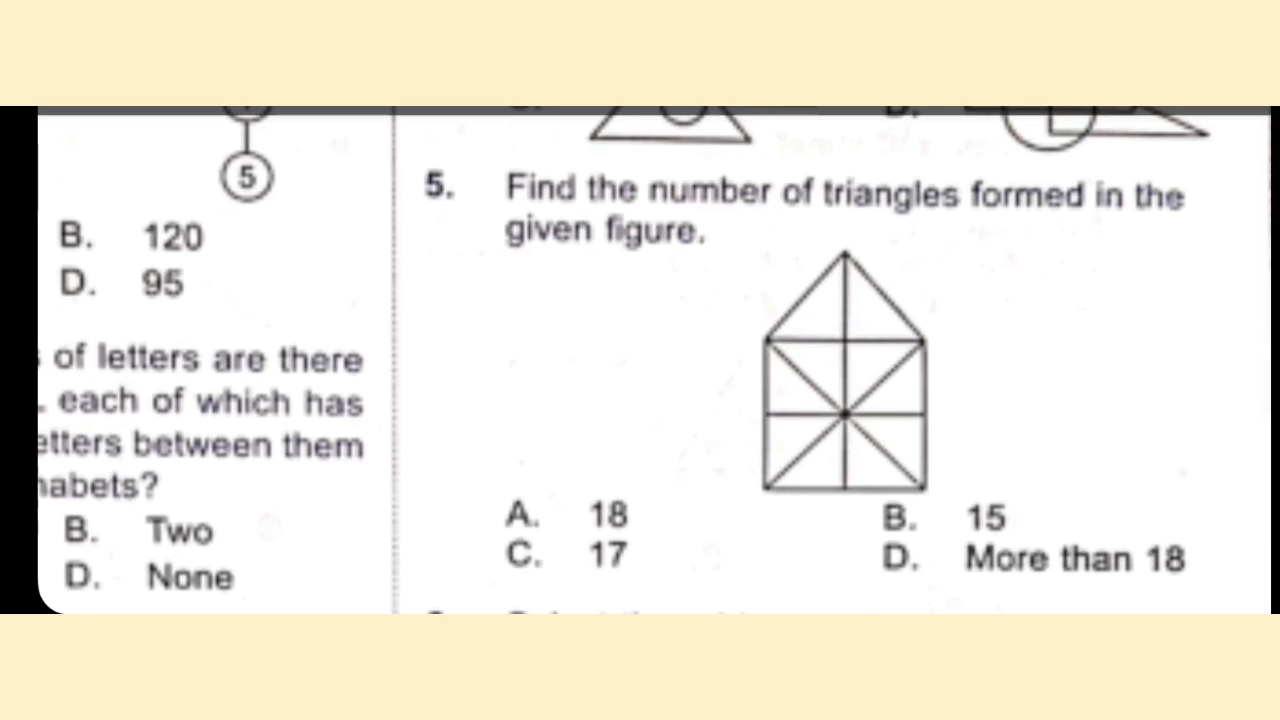 5
B. 120
D. 95
of letters are there
each of which has
etters between them
abets?
B. Two
D. None
5. Find the number of triangles formed in the
given figure.
A. 18 B. 15
C. 17 D. More than 18